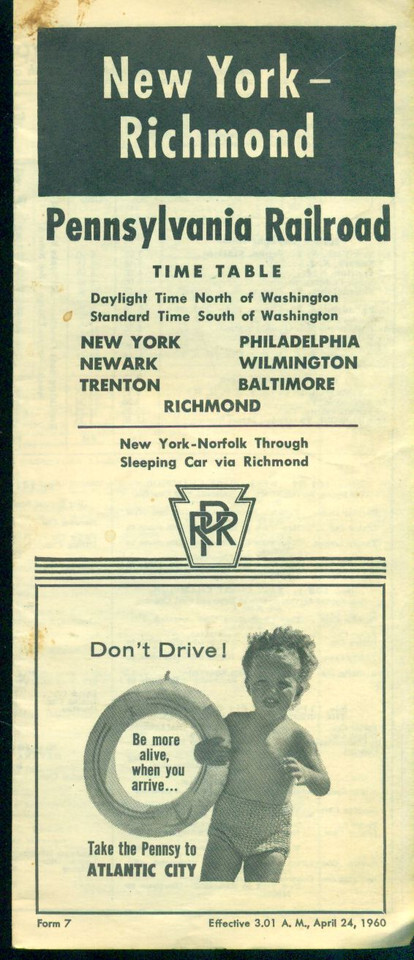 New York –
Richmond
Pennsylvania Railroad
TIME TABLE
Daylight Time North of Washington
Standard Time South of Washington
NEW YORK PHILADELPHIA
NEWARK WILMINGTON
TRENTON BALTIMORE
RICHMOND
New York-Norfolk Through
Sleeping Car via Richmond
PRR
Don't Drive!
Be more
alive,
when you
arrive...
Take the Pennsy to
ATLANTIC CITY
Form 7 Effective 3.01 A. M., April 24, 1960